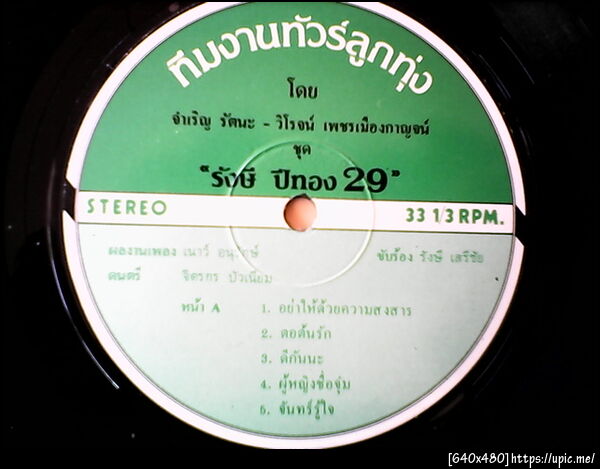 ทีมงานทัวร์ลูกทุ่ง
โดย
จำเริญ รัตนะ - วิโรจน์ เพชรเมืองกาญจน์
ชุด
"รังษี ปีทอง 29"
STEREO 33 1/3 RPM.
ผลงานเพลง เนาว์ อนุรักษ์ ขับร้อง รังษี เสรีชัย
ดนตรี จิตรกร บัวเนียม
หน้า A 1. อย่าให้ด้วยความสงสาร
2. ตอต้นรัก
3. ดีกันนะ
4. ผู้หญิงชื่อจุ๋ม
5. จันทร์รู้ใจ
[640x480]https://upic.me/